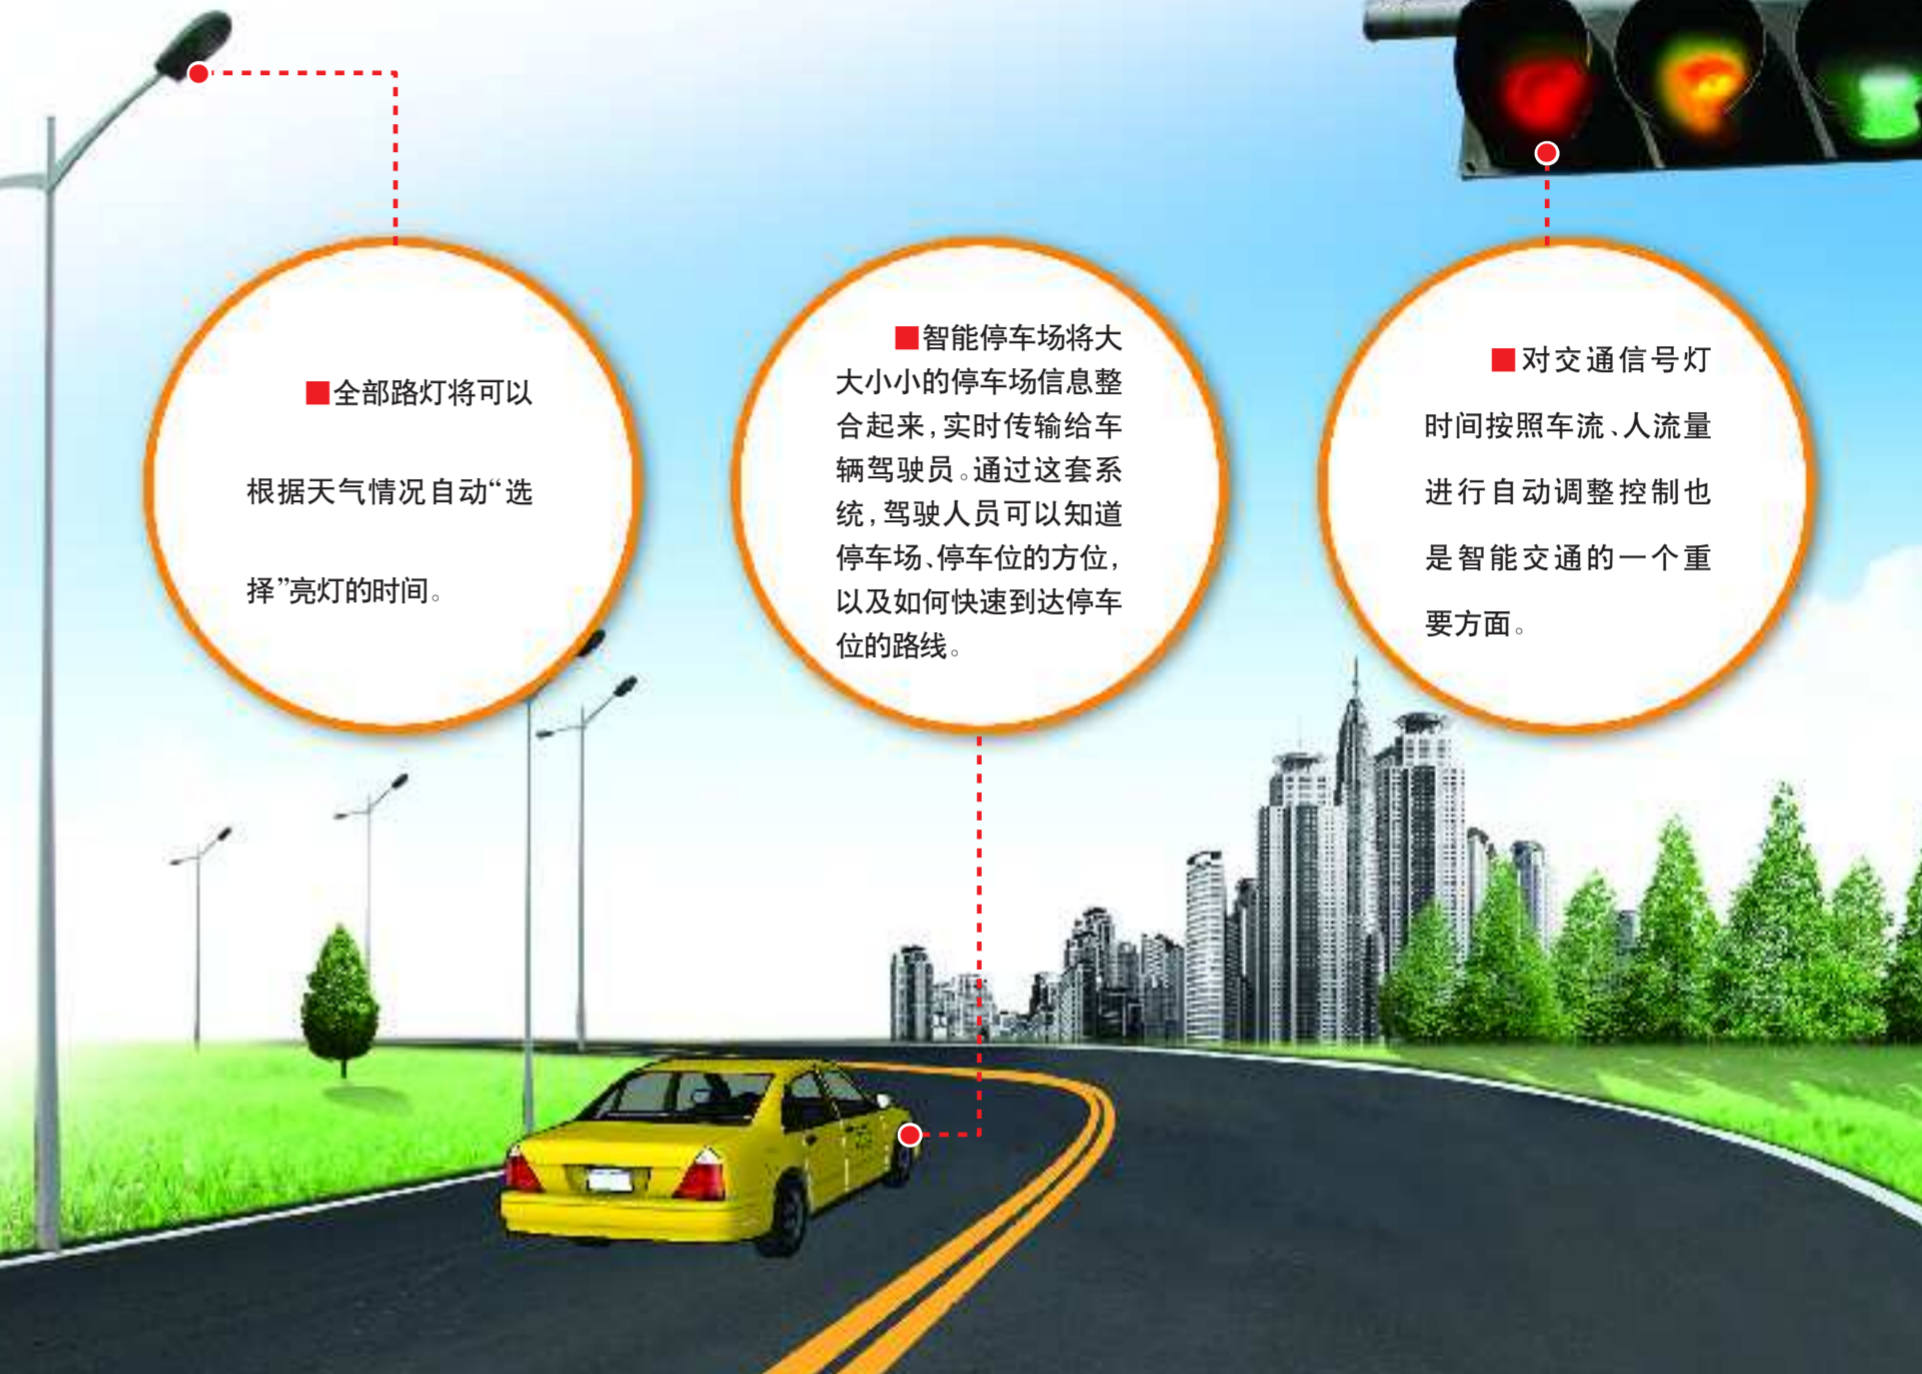 ■全部路灯将可以
根据天气情况自动“选
择”亮灯的时间。
■智能停车场将大
大小小的停车场信息整
合起来，实时传输给车
辆驾驶员。通过这套系
统，驾驶人员可以知道
停车场、停车位的方位，
以及如何快速到达停车
位的路线。
■对交通信号灯
时间按照车流、人流量
进行自动调整控制也
是智能交通的一个重
要方面。